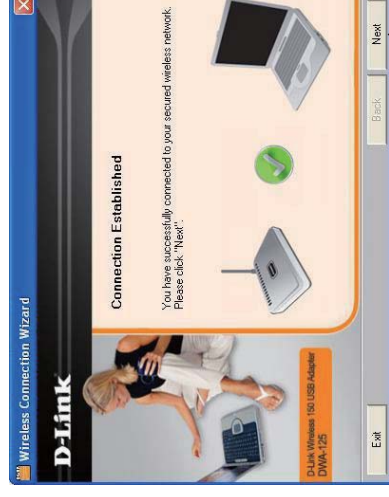 Wireless Connection Wizard
D-Link
Connection Established
You have successfully connected to your secured wireless network.
Please click "Next".
D-Link Wireless 150 USB Adapter
DWA-125
Exit
Back
Next